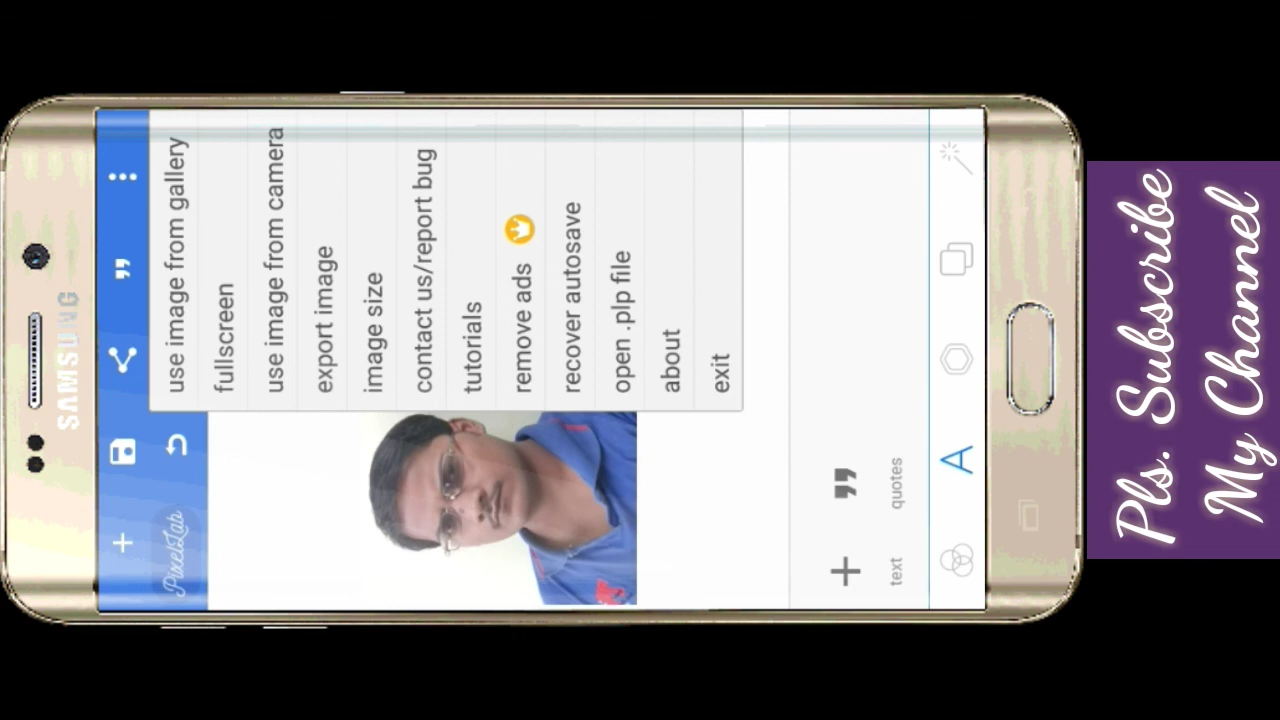 SAMSUNG
PixelLab
use image from gallery
fullscreen
use image from camera
export image
image size
contact us/report bug
tutorials
remove ads
recover autosave
open .plp file
about
exit
text
quotes
A
Pls. Subscribe
My Channel